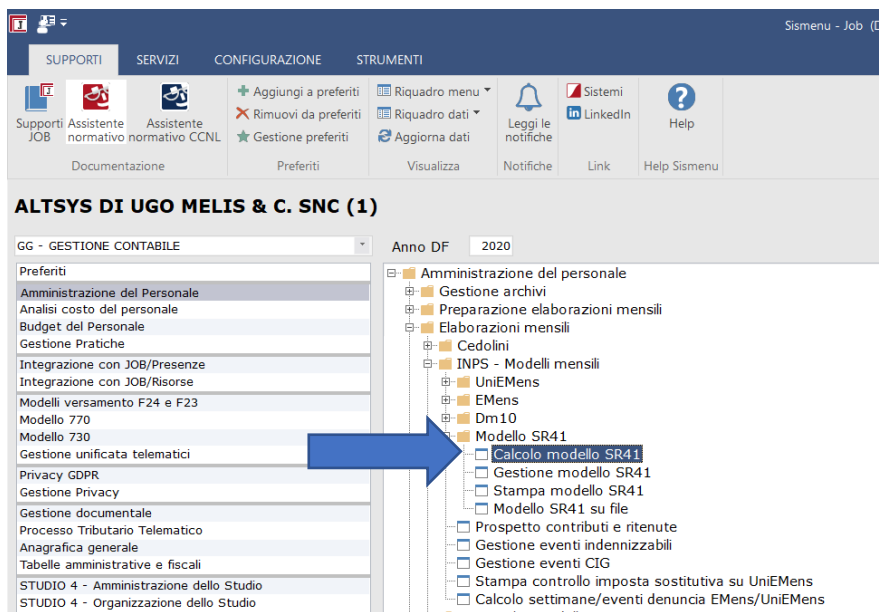 Sismenu - Job (D
SUPPORTI SERVIZI CONFIGURAZIONE STRUMENTI
Supporti JOB
Assistente normativo
Assistente normativo CCNL
Documentazione
Aggiungi a preferiti
Rimuovi da preferiti
Gestione preferiti
Preferiti
Riquadro menu
Riquadro dati
Aggiorna dati
Visualizza
Leggi le notifiche
Notifiche
Sistemi
in LinkedIn
Link
? Help
Help Sismenu
ALTSYS DI UGO MELIS & C. SNC (1)
GG - GESTIONE CONTABILE
Anno DF 2020
Preferiti
Amministrazione del Personale
Analisi costo del personale
Budget del Personale
Gestione Pratiche
Integrazione con JOB/Presenze
Integrazione con JOB/Risorse
Modelli versamento F24 e F23
Modello 770
Modello 730
Gestione unificata telematici
Privacy GDPR
Gestione Privacy
Gestione documentale
Processo Tributario Telematico
Anagrafica generale
Tabelle amministrative e fiscali
STUDIO 4 - Amministrazione dello Studio
STUDIO 4 - Organizzazione dello Studio
Amministrazione del personale
Gestione archivi
Preparazione elaborazioni mensili
Elaborazioni mensili
Cedolini
INPS - Modelli mensili
UniEMens
EMens
Dm10
Modello SR41
Calcolo modello SR41
Gestione modello SR41
Stampa modello SR41
Modello SR41 su file
Prospetto contributi e ritenute
Gestione eventi indennizzabili
Gestione eventi CIG
Stampa controllo imposta sostitutiva su UniEMens
Calcolo settimane/eventi denuncia EMens/UniEMens